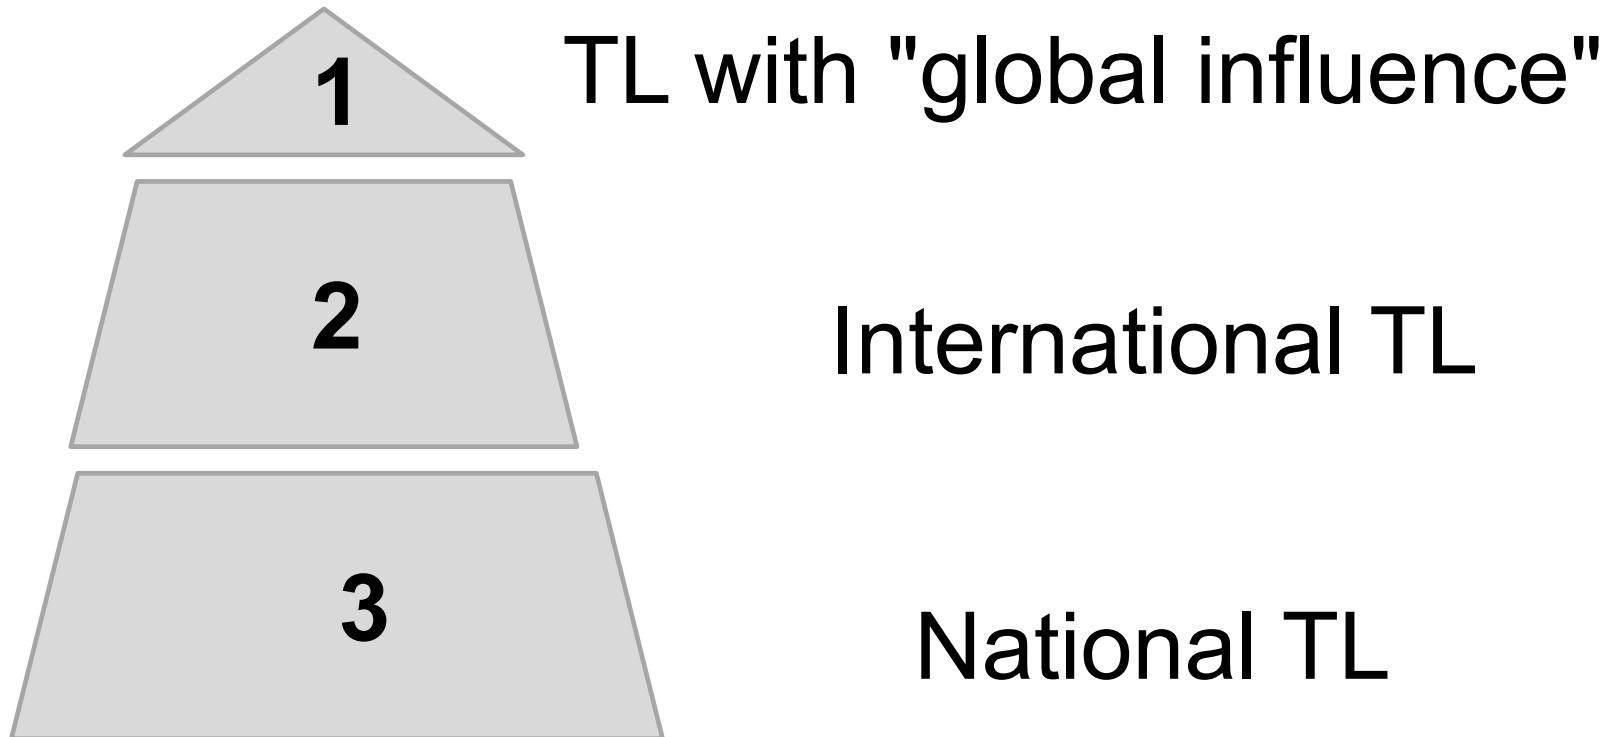 1
TL with "global influence"
2
International TL
3
National TL